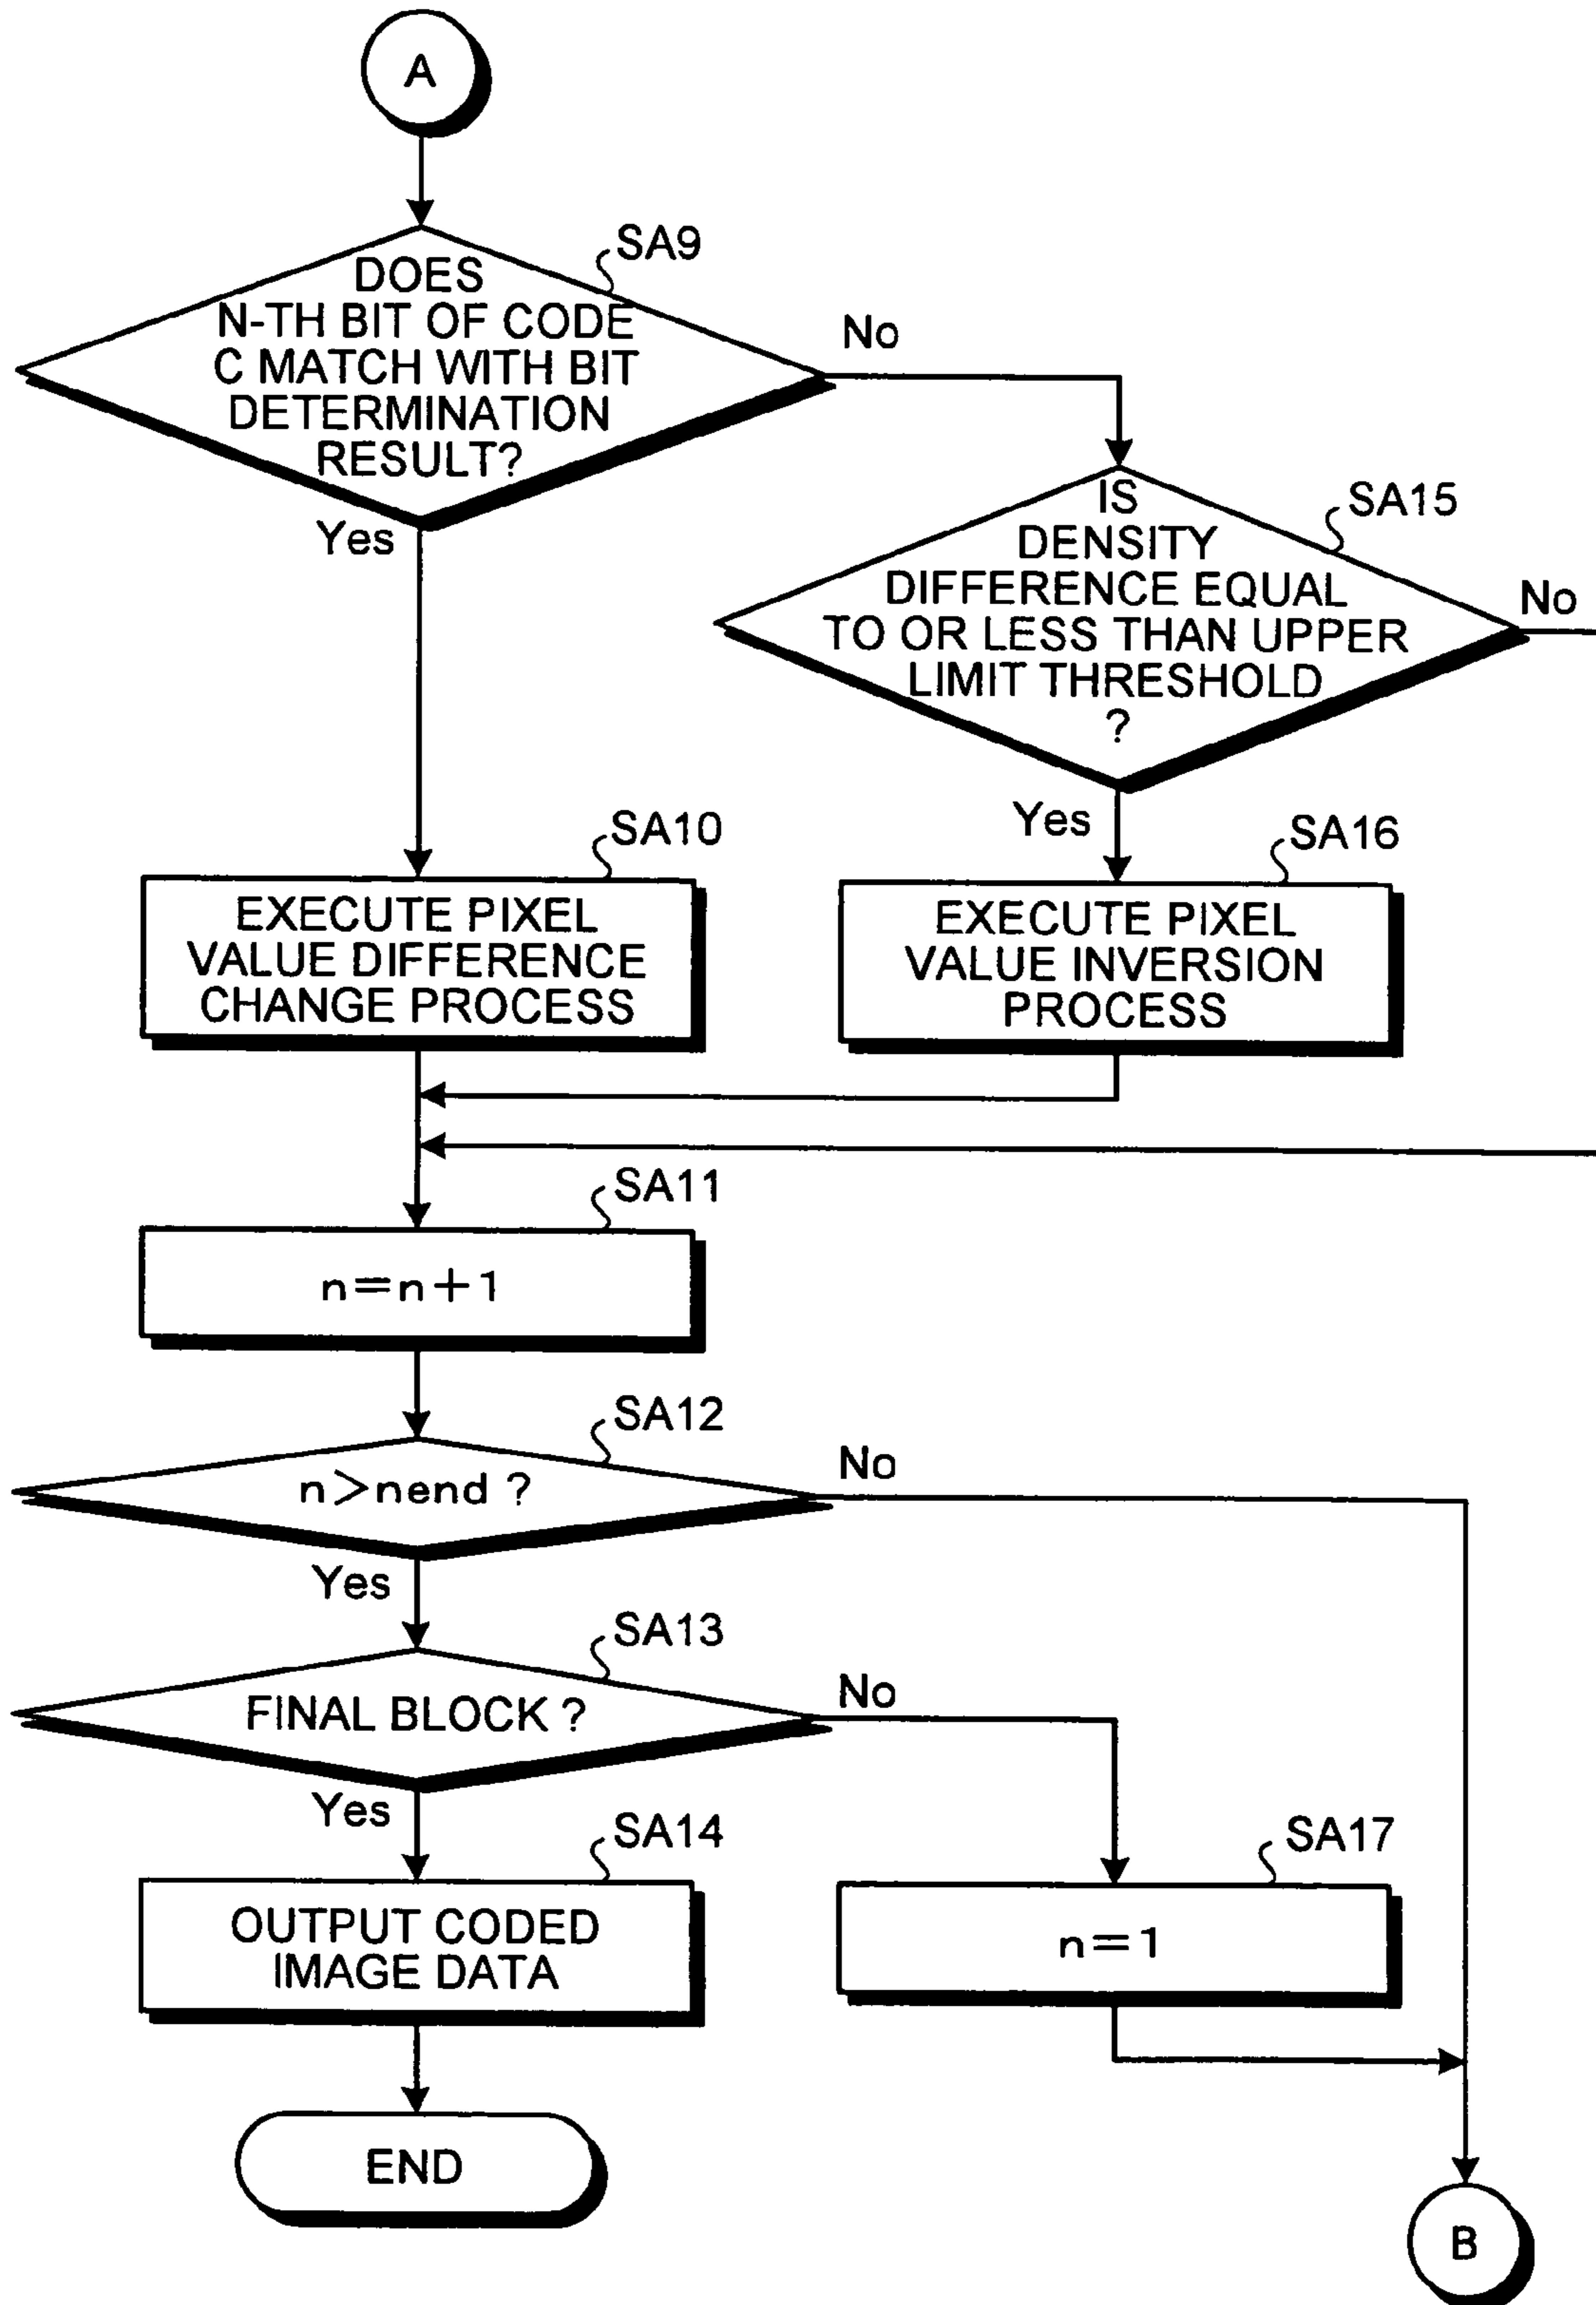 A
SA9
DOES
N-TH BIT OF CODE
C MATCH WITH BIT
DETERMINATION
RESULT?
No
Yes
SA15
IS
DENSITY
DIFFERENCE EQUAL
TO OR LESS THAN UPPER
LIMIT THRESHOLD
?
No
Yes
SA10
EXECUTE PIXEL
VALUE DIFFERENCE
CHANGE PROCESS
SA16
EXECUTE PIXEL
VALUE INVERSION
PROCESS
SA11
n=n+1
SA12
n>nend ?
No
Yes
SA13
FINAL BLOCK ?
No
Yes
SA14
OUTPUT CODED
IMAGE DATA
SA17
n=1
END
B